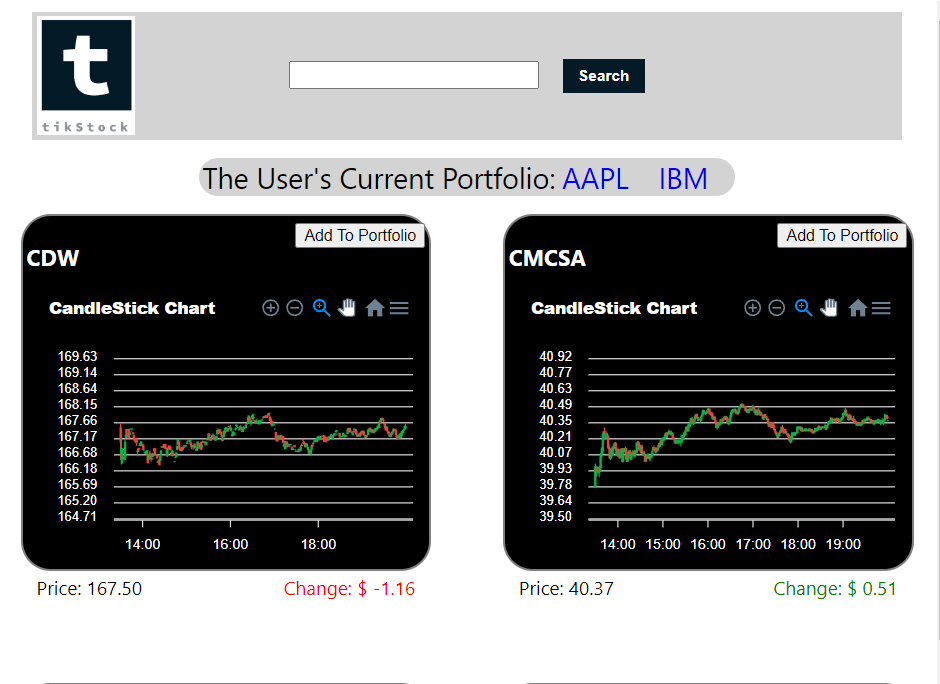 t
tikStock
Search
The User's Current Portfolio: AAPL IBM
Add To Portfolio
CDW
CandleStick Chart
169.63
169.14
168.64
168.15
167.66
167.17
166.68
166.18
165.69
165.20
164.71
14:00 16:00 18:00
Price: 167.50 Change: $ -1.16
Add To Portfolio
CMCSA
CandleStick Chart
40.92
40.77
40.63
40.49
40.35
40.21
40.07
39.93
39.78
39.64
39.50
14:00 15:00 16:00 17:00 18:00 19:00
Price: 40.37 Change: $ 0.51